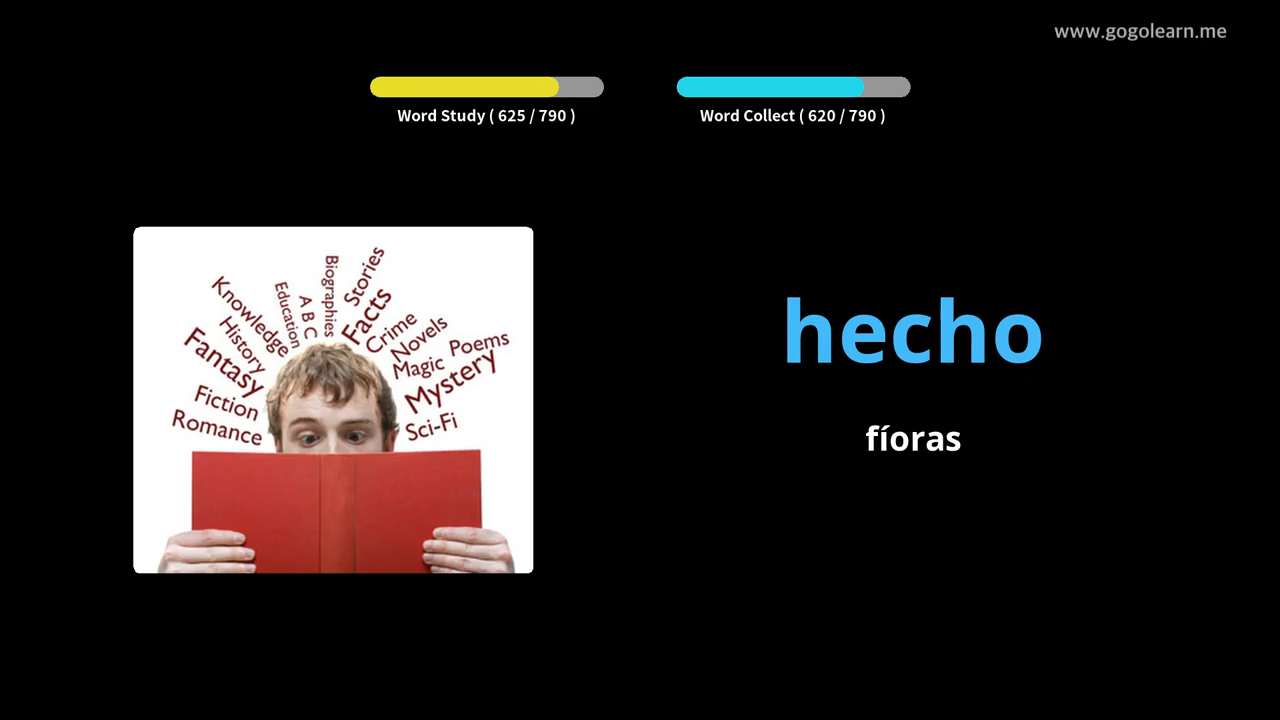 www.gogolearn.me
Word Study ( 625 / 790 )
Word Collect ( 620 / 790 )
Biographies
Stories
Education
A B C
Facts
Knowledge
Crime
History
Novels
Fantasy
Magic
Poems
Mystery
Fiction
Romance
Sci-Fi
hecho
fíoras